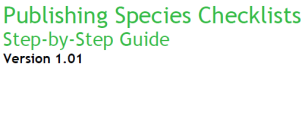 Publishing Species Checklists
Step-by-Step Guide
Version 1.01